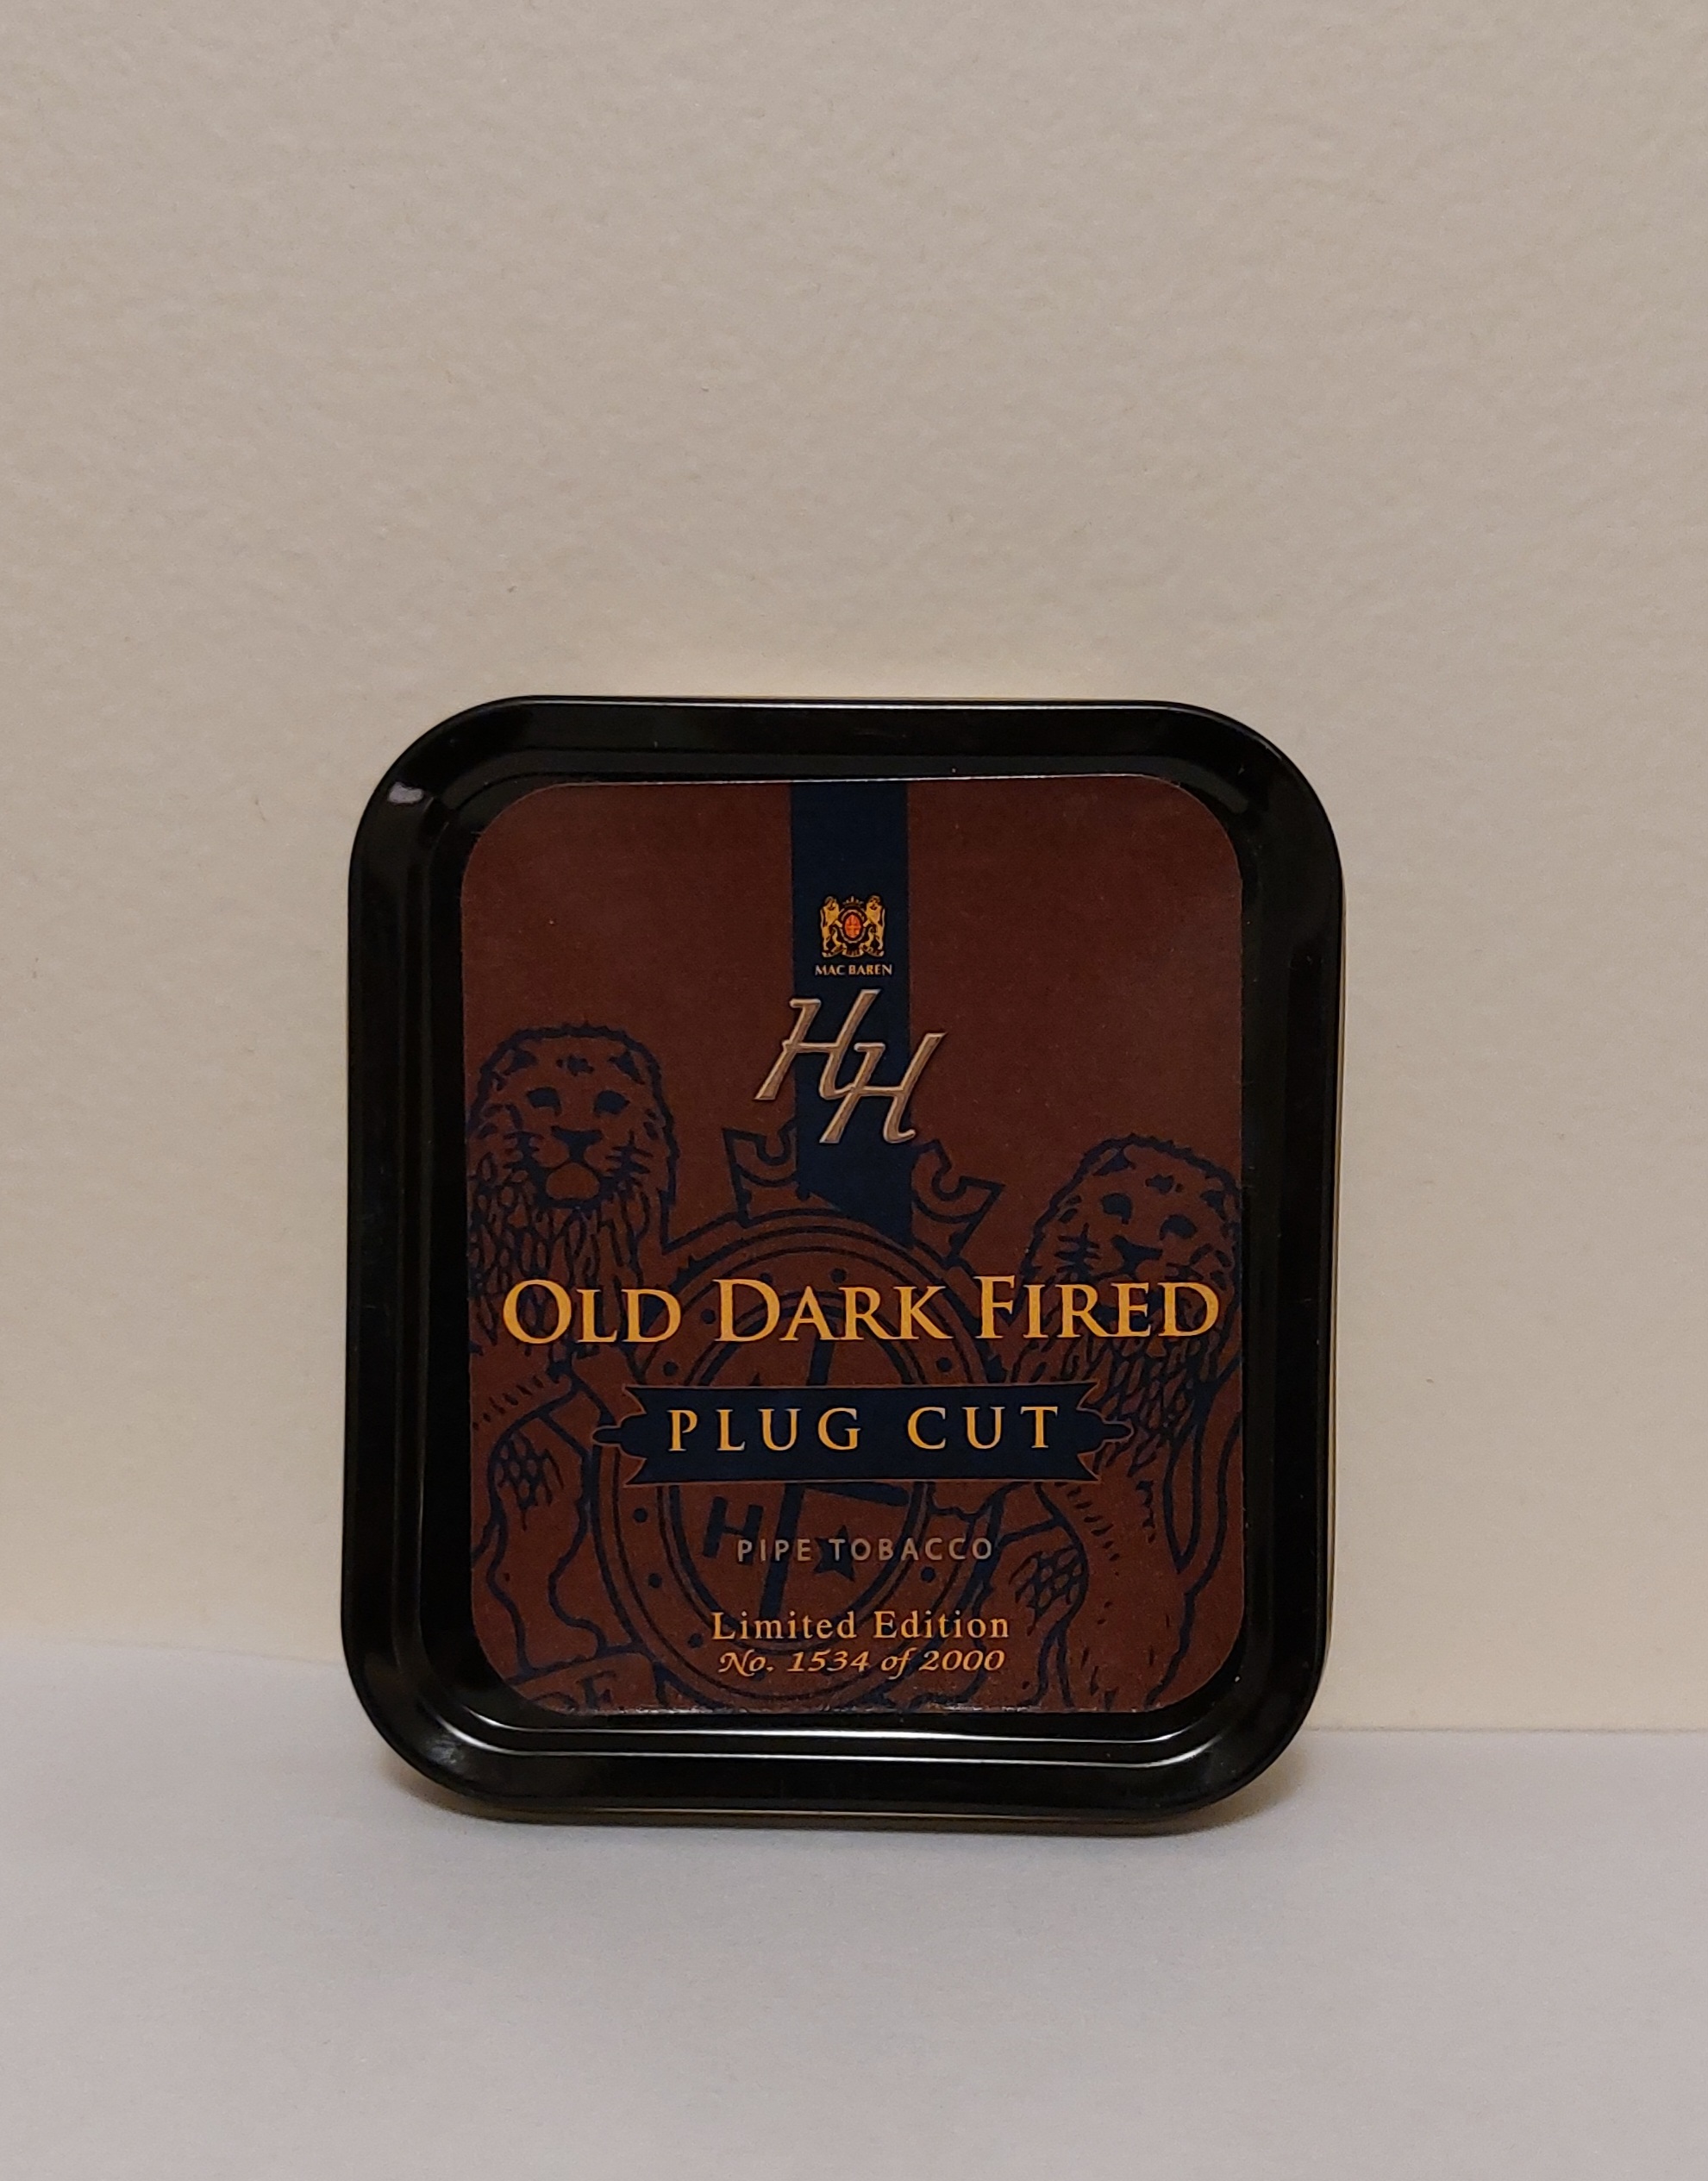 MAC BAREN
HH
OLD DARK FIRED
PLUG CUT
H
PIPE TOBACCO
Limited Edition
No. 1534 of 2000